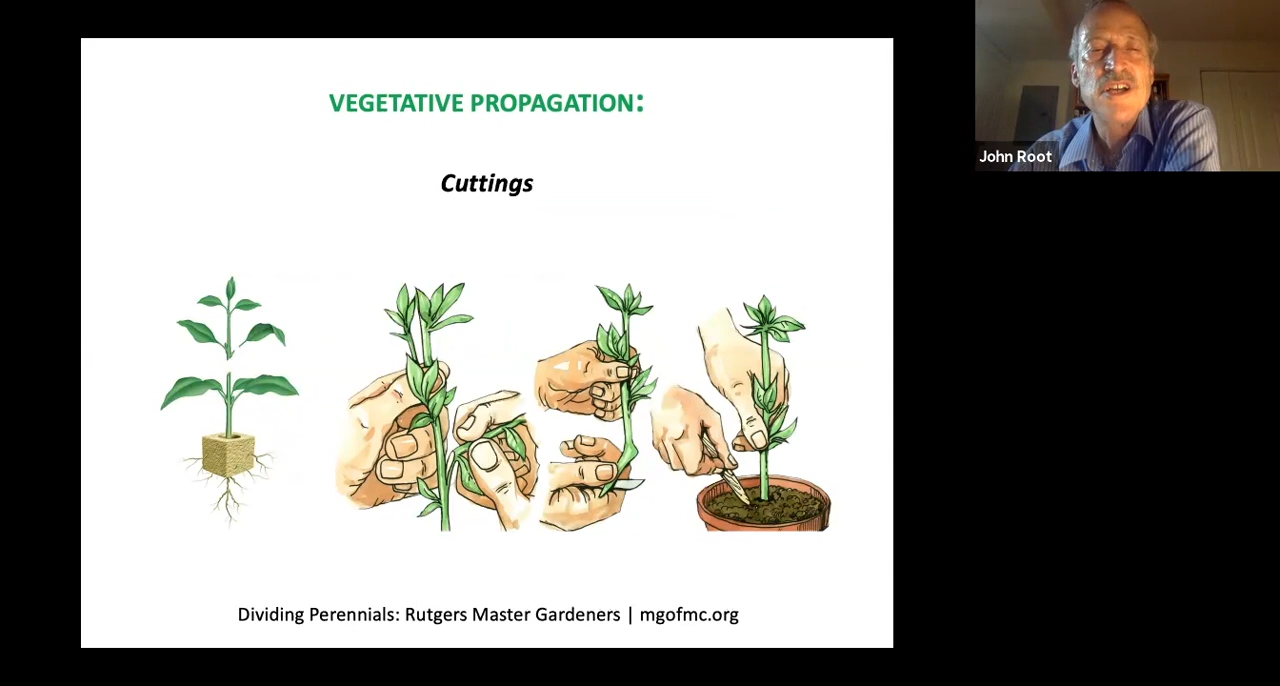 VEGETATIVE PROPAGATION:
Cuttings
Dividing Perennials: Rutgers Master Gardeners | mgofmc.org
John Root